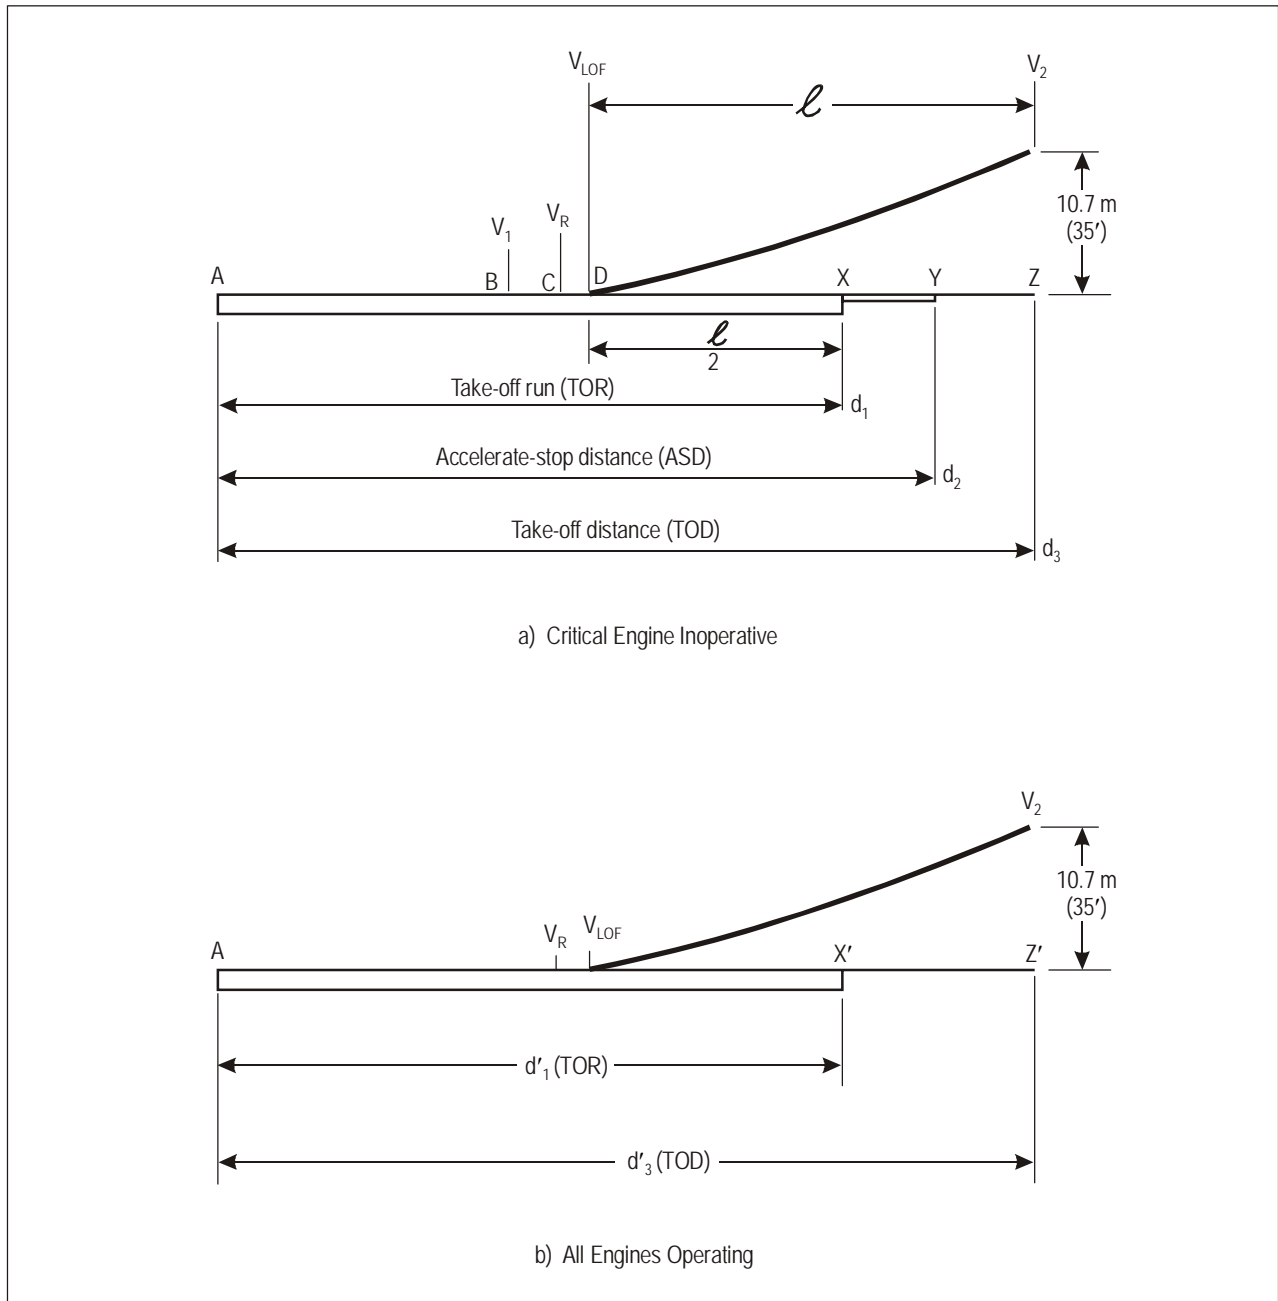 V_LOF
V_2
ℓ
10.7 m
(35′)
V_1
V_R
A
B
C
D
X
Y
Z
ℓ
2
Take-off run (TOR)
d_1
Accelerate-stop distance (ASD)
d_2
Take-off distance (TOD)
d_3
a) Critical Engine Inoperative
V_2
10.7 m
(35′)
V_R
V_LOF
A
X′
Z′
d′_1 (TOR)
d′_3 (TOD)
b) All Engines Operating